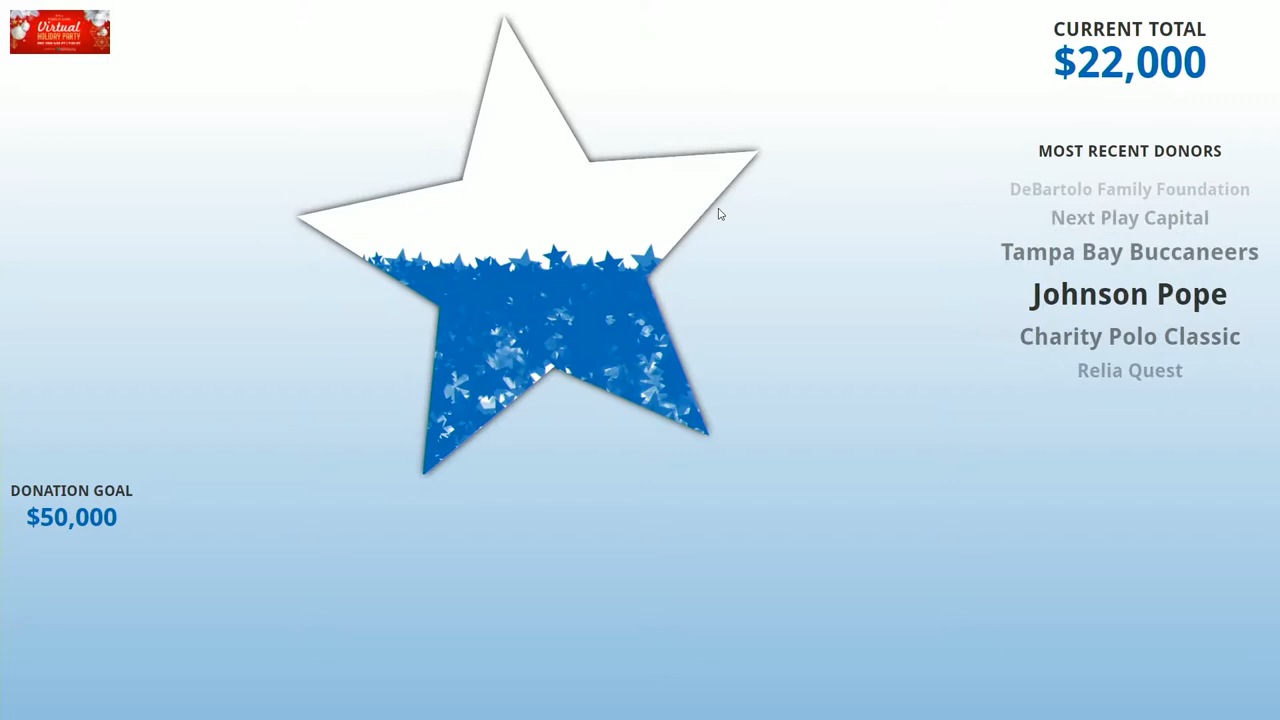 Virtual
HOLIDAY PARTY
CURRENT TOTAL
$22,000
MOST RECENT DONORS
DeBartolo Family Foundation
Next Play Capital
Tampa Bay Buccaneers
Johnson Pope
Charity Polo Classic
Relia Quest
DONATION GOAL
$50,000